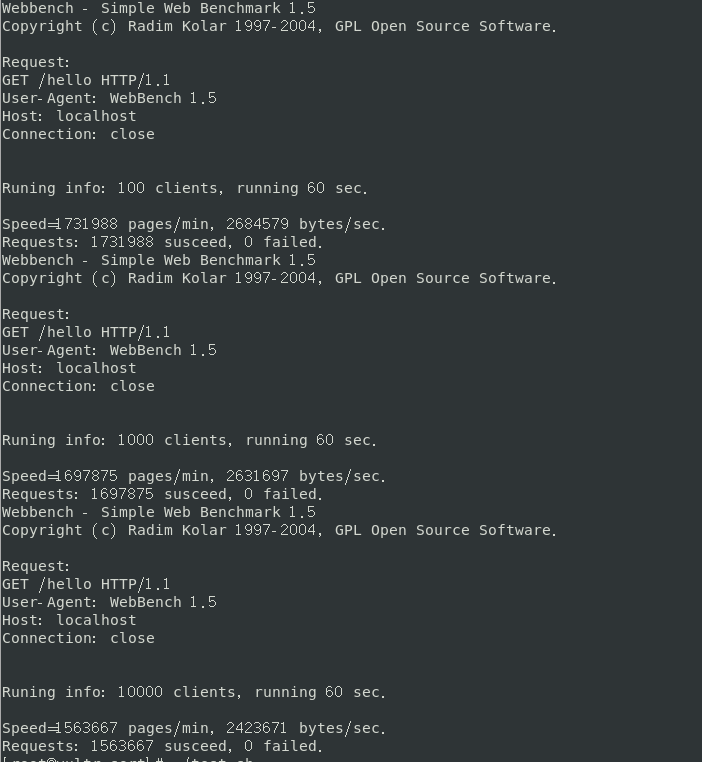 Webbench - Simple Web Benchmark 1.5
Copyright (c) Radim Kolar 1997-2004, GPL Open Source Software.
Request:
GET /hello HTTP/1.1
User-Agent: WebBench 1.5
Host: localhost
Connection: close
Runing info: 100 clients, running 60 sec.
Speed=1731988 pages/min, 2684579 bytes/sec.
Requests: 1731988 susceed, 0 failed.
Webbench - Simple Web Benchmark 1.5
Copyright (c) Radim Kolar 1997-2004, GPL Open Source Software.
Request:
GET /hello HTTP/1.1
User-Agent: WebBench 1.5
Host: localhost
Connection: close
Runing info: 1000 clients, running 60 sec.
Speed=1697875 pages/min, 2631697 bytes/sec.
Requests: 1697875 susceed, 0 failed.
Webbench - Simple Web Benchmark 1.5
Copyright (c) Radim Kolar 1997-2004, GPL Open Source Software.
Request:
GET /hello HTTP/1.1
User-Agent: WebBench 1.5
Host: localhost
Connection: close
Runing info: 10000 clients, running 60 sec.
Speed=1563667 pages/min, 2423671 bytes/sec.
Requests: 1563667 susceed, 0 failed.